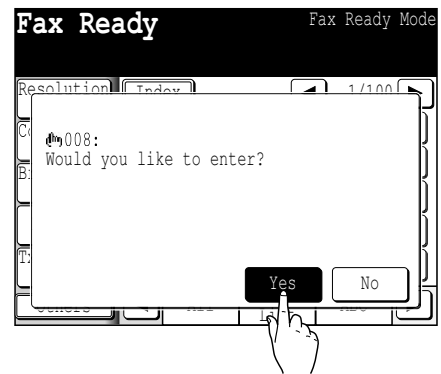 Fax Ready
Fax Ready Mode
Resolution
Index
1/100
008:
Would you like to enter?
Yes
No